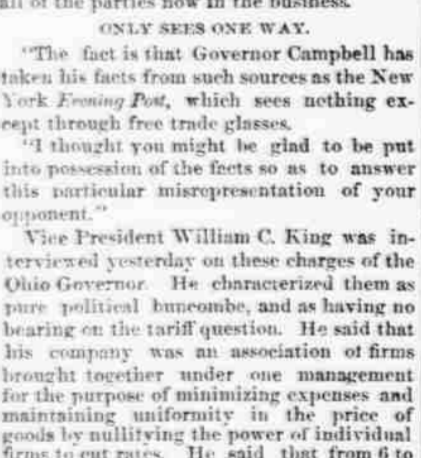 all of the parties now in the business.
ONLY SEES ONE WAY.
"The fact is that Governor Campbell has
taken his facts from such sources as the New
York Evening Post, which sees nothing ex-
cept through free trade glasses.
"I thought you might be glad to be put
into possession of the facts so as to answer
this particular misrepresentation of your
opponent."
Vice President William C. King was in-
terviewed yesterday on these charges of the
Ohio Governor. He characterized them as
pure political buncombe, and as having no
bearing on the tariff question. He said that
his company was an association of firms
brought together under one management
for the purpose of minimizing expenses and
maintaining uniformity in the price of
goods by nullifying the power of individual
firms to cut rates. He said that from 6 to